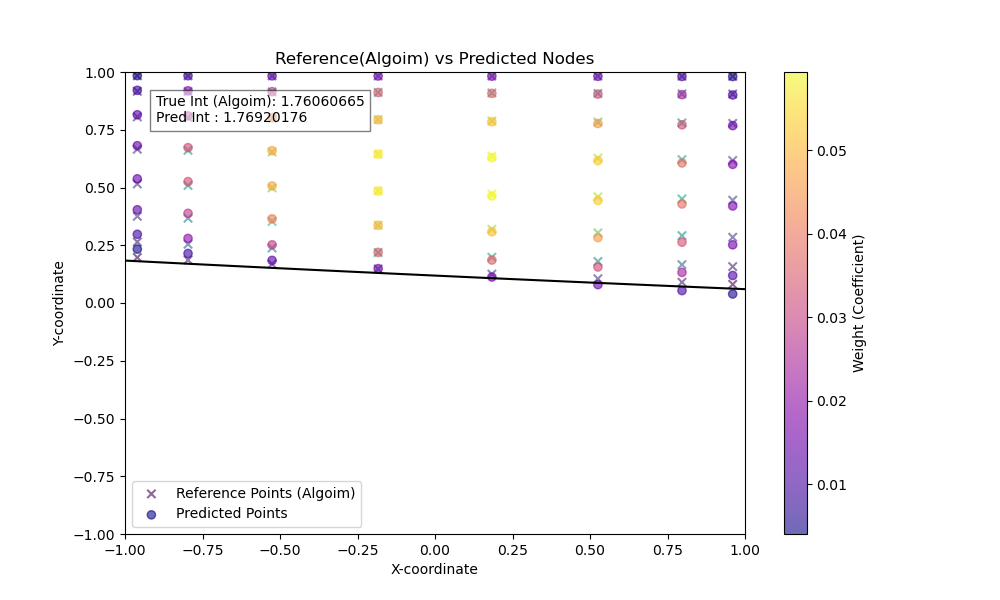 Reference(Algoim) vs Predicted Nodes
True Int (Algoim): 1.76060665
Pred Int : 1.76920176
1.00
0.75
0.50
0.25
0.00
−0.25
−0.50
−0.75
−1.00
Y-coordinate
Reference Points (Algoim)
Predicted Points
−1.00
−0.75
−0.50
−0.25
0.00
0.25
0.50
0.75
1.00
X-coordinate
0.05
0.04
0.03
0.02
0.01
Weight (Coefficient)